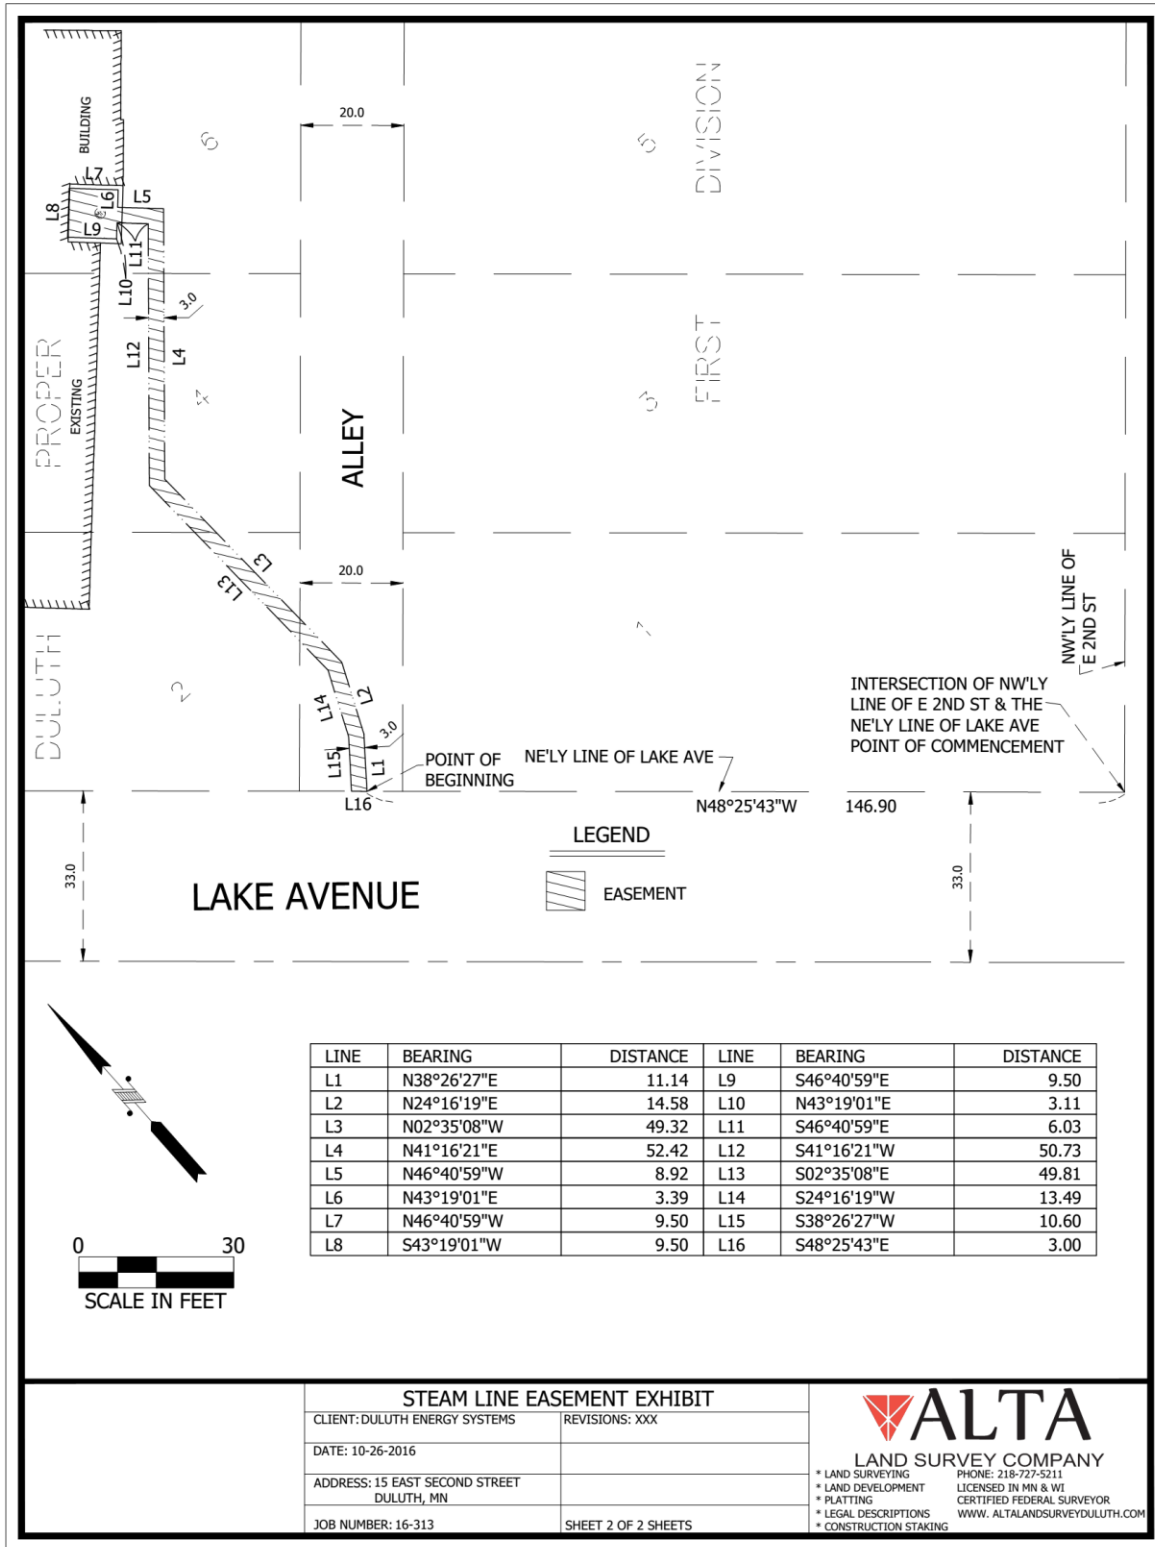 BUILDING
6
20.0
5
DIVISION
L7
L6
L5
L8
L9
L11
L10
3.0
L12
L4
PROPER
EXISTING
4
ALLEY
3
FIRST
L3
L13
20.0
NW'LY LINE OF
E 2ND ST
DULUTH
2
1
L14
L2
3.0
L15
L1
L16
POINT OF
BEGINNING
NE'LY LINE OF LAKE AVE
INTERSECTION OF NW'LY
LINE OF E 2ND ST & THE
NE'LY LINE OF LAKE AVE
POINT OF COMMENCEMENT
N48°25'43"W 146.90
33.0
LAKE AVENUE
LEGEND
EASEMENT
33.0
LINE BEARING DISTANCE LINE BEARING DISTANCE
L1 N38°26'27"E 11.14 L9 S46°40'59"E 9.50
L2 N24°16'19"E 14.58 L10 N43°19'01"E 3.11
L3 N02°35'08"W 49.32 L11 S46°40'59"E 6.03
L4 N41°16'21"E 52.42 L12 S41°16'21"W 50.73
L5 N46°40'59"W 8.92 L13 S02°35'08"E 49.81
L6 N43°19'01"E 3.39 L14 S24°16'19"W 13.49
L7 N46°40'59"W 9.50 L15 S38°26'27"W 10.60
L8 S43°19'01"W 9.50 L16 S48°25'43"E 3.00
0 30
SCALE IN FEET
STEAM LINE EASEMENT EXHIBIT
CLIENT: DULUTH ENERGY SYSTEMS
REVISIONS: XXX
DATE: 10-26-2016
ADDRESS: 15 EAST SECOND STREET
DULUTH, MN
JOB NUMBER: 16-313
SHEET 2 OF 2 SHEETS
ALTA
LAND SURVEY COMPANY
* LAND SURVEYING PHONE: 218-727-5211
* LAND DEVELOPMENT LICENSED IN MN & WI
* PLATTING CERTIFIED FEDERAL SURVEYOR
* LEGAL DESCRIPTIONS WWW. ALTALANDSURVEYDULUTH.COM
* CONSTRUCTION STAKING